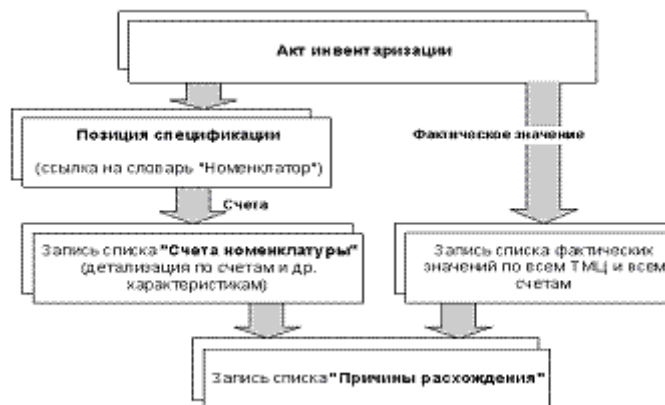 Акт инвентаризации
Позиция спецификации
(ссылка на словарь "Номенклатор")
Фактическое значение
Счета
Запись списка "Счета номенклатуры"
(детализация по счетам и др.
характеристикам)
Запись списка фактических
значений по всем ТМЦ и всем
счетам
Запись списка "Причины расхождения"